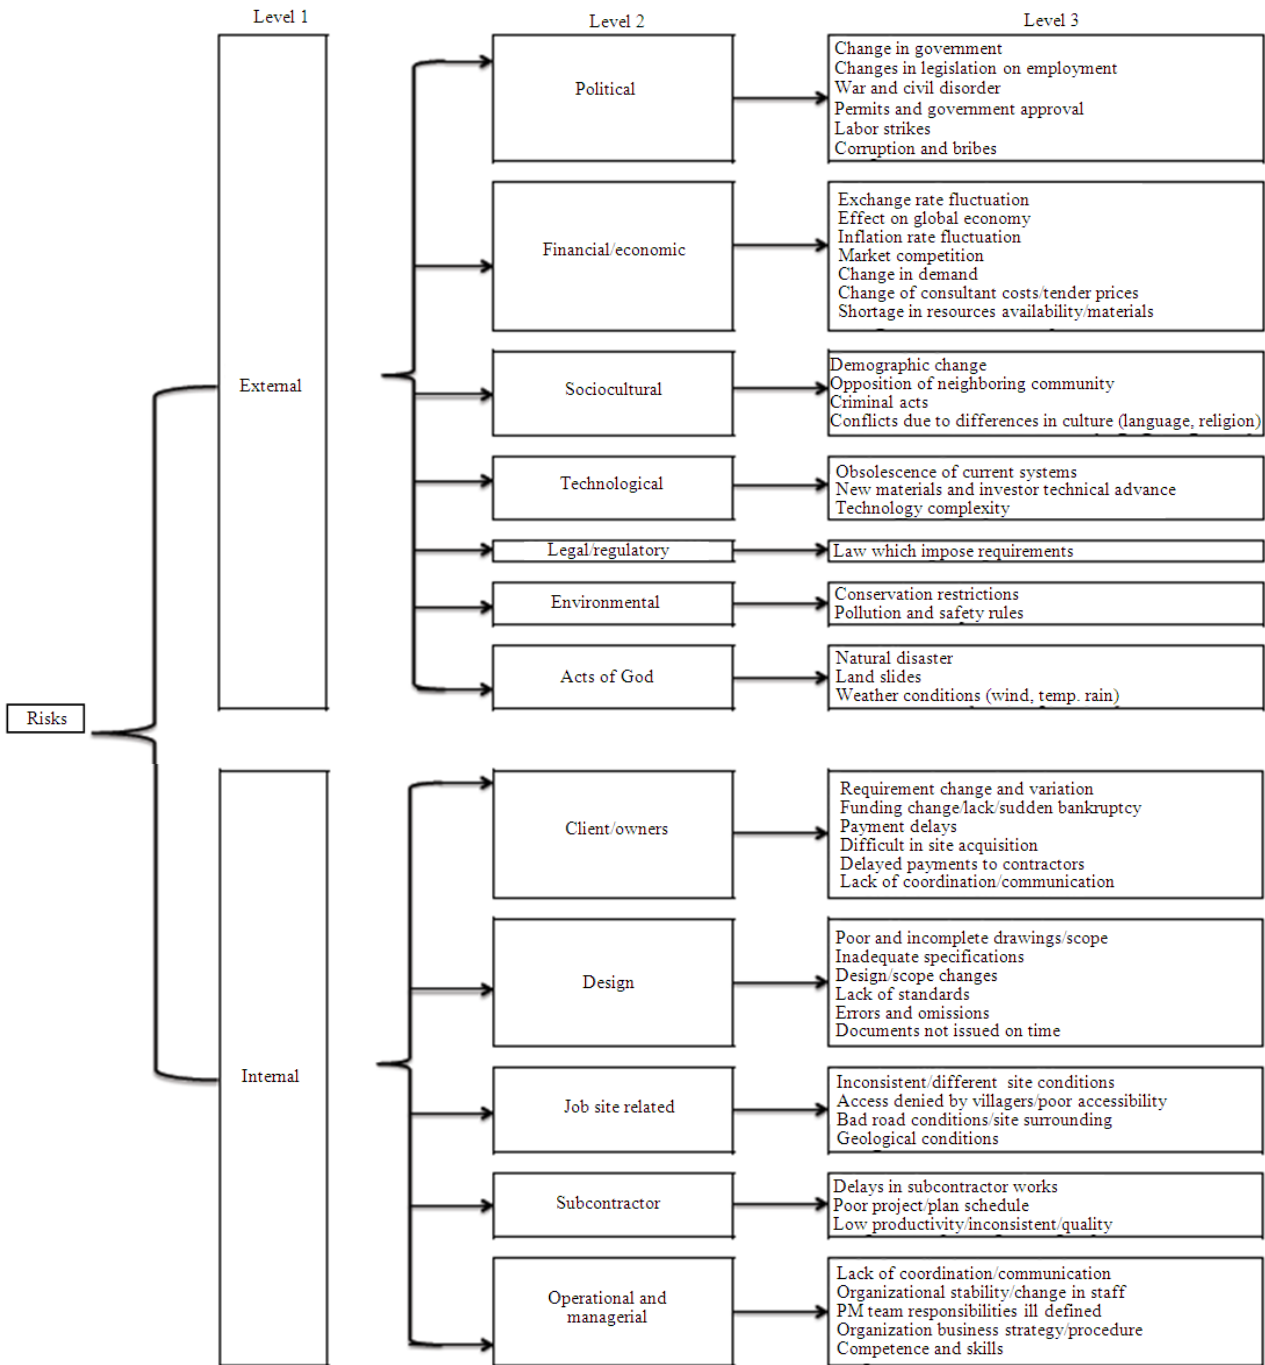 Level 1
Level 2
Level 3
Risks
External
Political
Change in government
Changes in legislation on employment
War and civil disorder
Permits and government approval
Labor strikes
Corruption and bribes
Financial/economic
Exchange rate fluctuation
Effect on global economy
Inflation rate fluctuation
Market competition
Change in demand
Change of consultant costs/tender prices
Shortage in resources availability/materials
Sociocultural
Demographic change
Opposition of neighboring community
Criminal acts
Conflicts due to differences in culture (language, religion)
Technological
Obsolescence of current systems
New materials and investor technical advance
Technology complexity
Legal/regulatory
Law which impose requirements
Environmental
Conservation restrictions
Pollution and safety rules
Acts of God
Natural disaster
Land slides
Weather conditions (wind, temp. rain)
Internal
Client/owners
Requirement change and variation
Funding change/lack/sudden bankruptcy
Payment delays
Difficult in site acquisition
Delayed payments to contractors
Lack of coordination/communication
Design
Poor and incomplete drawings/scope
Inadequate specifications
Design/scope changes
Lack of standards
Errors and omissions
Documents not issued on time
Job site related
Inconsistent/different site conditions
Access denied by villagers/poor accessibility
Bad road conditions/site surrounding
Geological conditions
Subcontractor
Delays in subcontractor works
Poor project/plan schedule
Low productivity/inconsistent/quality
Operational and
managerial
Lack of coordination/communication
Organizational stability/change in staff
PM team responsibilities ill defined
Organization business strategy/procedure
Competence and skills